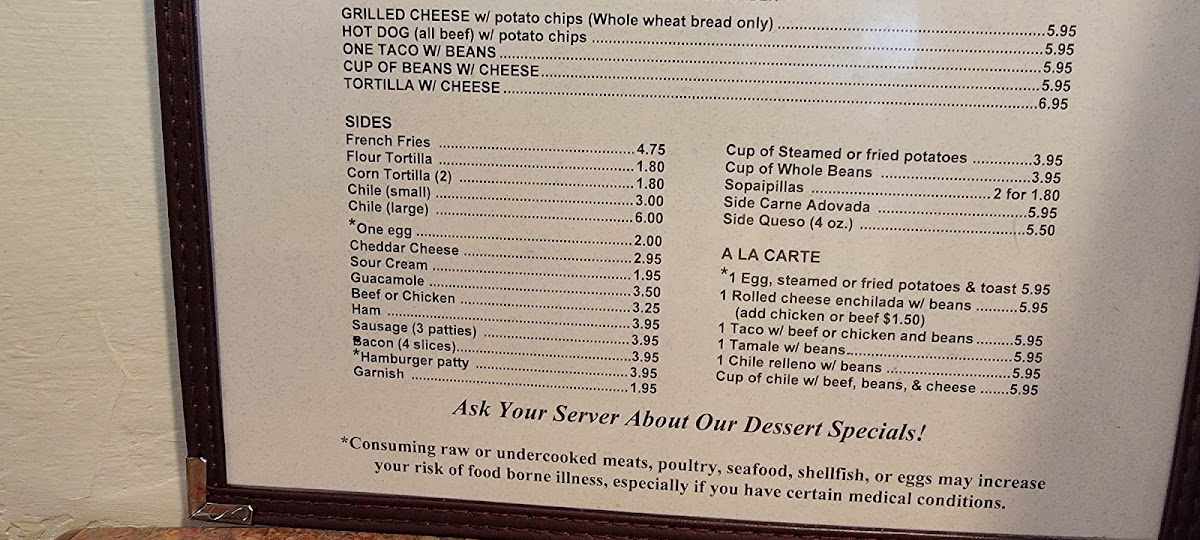 GRILLED CHEESE w/ potato chips (Whole wheat bread only) ..... 5.95
HOT DOG (all beef) w/ potato chips ..... 5.95
ONE TACO W/ BEANS ..... 5.95
CUP OF BEANS W/ CHEESE ..... 5.95
TORTILLA W/ CHEESE ..... 6.95
SIDES
French Fries ..... 4.75
Flour Tortilla ..... 1.80
Corn Tortilla (2) ..... 1.80
Chile (small) ..... 3.00
Chile (large) ..... 6.00
*One egg ..... 2.00
Cheddar Cheese ..... 2.95
Sour Cream ..... 1.95
Guacamole ..... 3.50
Beef or Chicken ..... 3.25
Ham ..... 3.95
Sausage (3 patties) ..... 3.95
Bacon (4 slices) ..... 3.95
*Hamburger patty ..... 3.95
Garnish ..... 1.95
Cup of Steamed or fried potatoes ..... 3.95
Cup of Whole Beans ..... 3.95
Sopaipillas ..... 2 for 1.80
Side Carne Adovada ..... 5.95
Side Queso (4 oz.) ..... 5.50
A LA CARTE
*1 Egg, steamed or fried potatoes & toast 5.95
1 Rolled cheese enchilada w/ beans ..... 5.95
(add chicken or beef $1.50)
1 Taco w/ beef or chicken and beans ..... 5.95
1 Tamale w/ beans ..... 5.95
1 Chile relleno w/ beans ..... 5.95
Cup of chile w/ beef, beans, & cheese ..... 5.95
Ask Your Server About Our Dessert Specials!
*Consuming raw or undercooked meats, poultry, seafood, shellfish, or eggs may increase
your risk of food borne illness, especially if you have certain medical conditions.